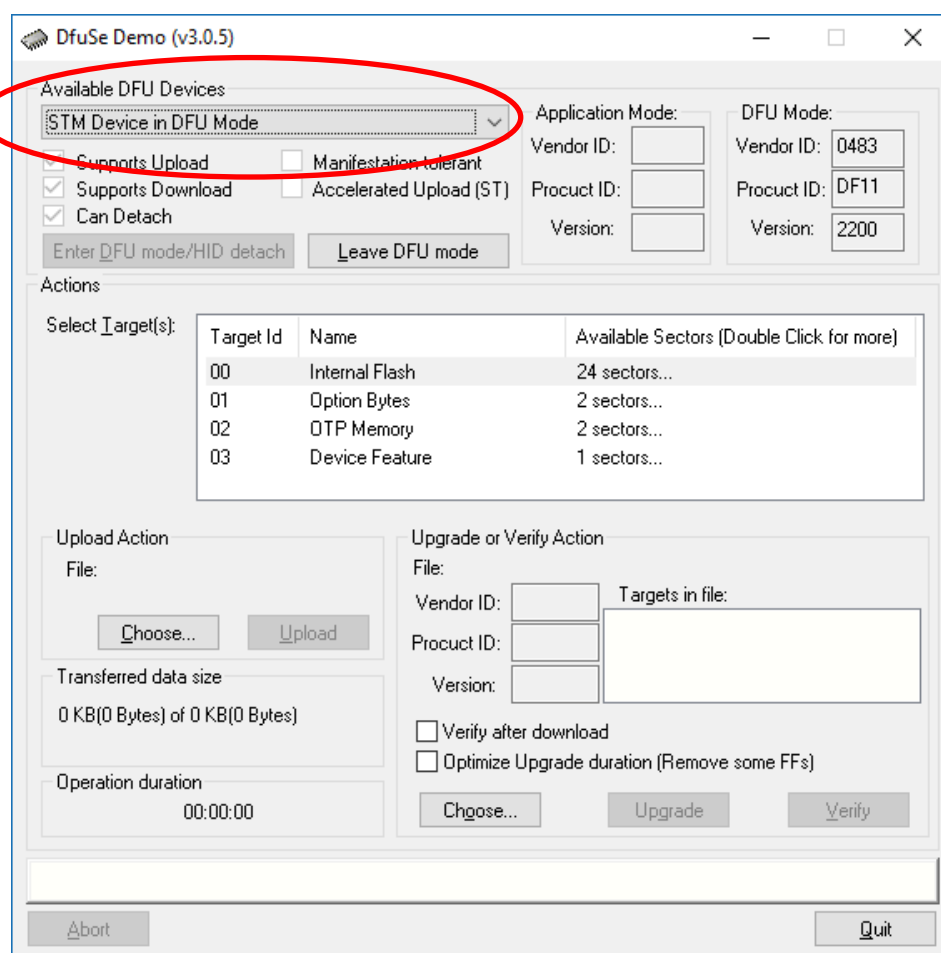 DfuSe Demo (v3.0.5)
Available DFU Devices
STM Device in DFU Mode
Supports Upload
Manifestation tolerant
Supports Download
Accelerated Upload (ST)
Can Detach
Enter DFU mode/HID detach
Leave DFU mode
Application Mode:
Vendor ID:
Procuct ID:
Version:
DFU Mode:
Vendor ID: 0483
Procuct ID: DF11
Version: 2200
Actions
Select Target(s):
Target Id Name Available Sectors (Double Click for more)
00 Internal Flash 24 sectors...
01 Option Bytes 2 sectors...
02 OTP Memory 2 sectors...
03 Device Feature 1 sectors...
Upload Action
File:
Choose... Upload
Transferred data size
0 KB(0 Bytes) of 0 KB(0 Bytes)
Operation duration
00:00:00
Upgrade or Verify Action
File:
Vendor ID:
Procuct ID:
Version:
Targets in file:
Verify after download
Optimize Upgrade duration (Remove some FFs)
Choose... Upgrade Verify
Abort Quit